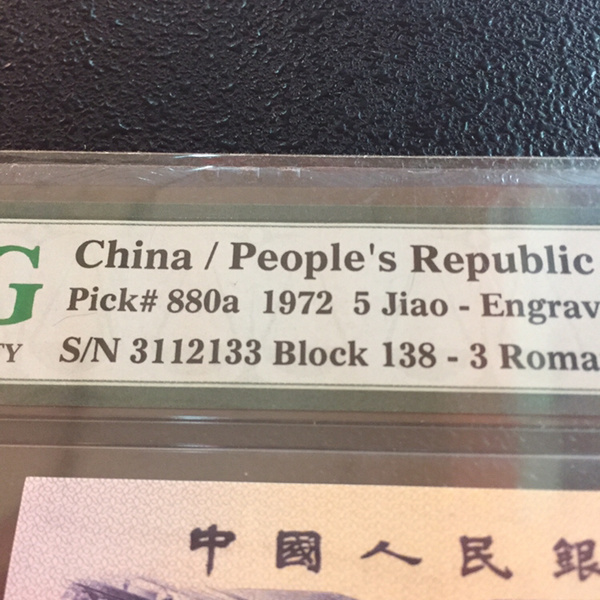 G
TY
China / People's Republic
Pick# 880a 1972 5 Jiao - Engrav
S/N 3112133 Block 138 - 3 Roma
中國人民銀